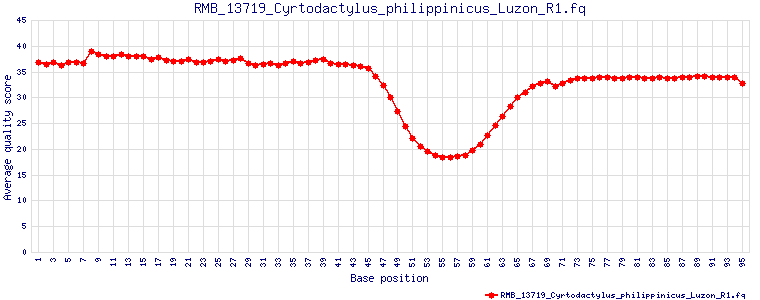 RMB_13719_Cyrtodactylus_philippinicus_Luzon_R1.fq
Average quality score
45
40
35
30
25
20
15
10
5
0
1 3 5 7 9 11 13 15 17 19 21 23 25 27 29 31 33 35 37 39 41 43 45 47 49 51 53 55 57 59 61 63 65 67 69 71 73 75 77 79 81 83 85 87 89 91 93 95
Base position
RMB_13719_Cyrtodactylus_philippinicus_Luzon_R1.fq